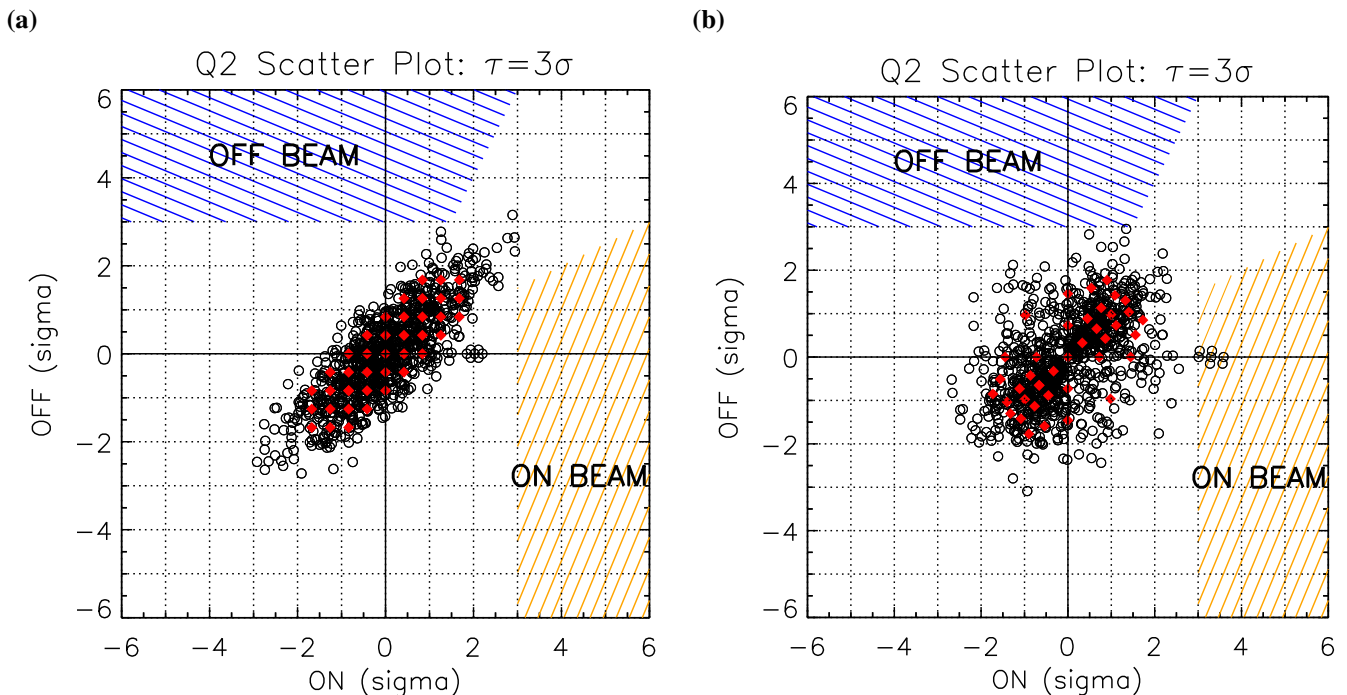 (a)
(b)
Q2 Scatter Plot: τ=3σ
6
4
2
0
−2
−4
−6
OFF (sigma)
OFF BEAM
ON BEAM
−6 −4 −2 0 2 4 6
ON (sigma)
Q2 Scatter Plot: τ=3σ
6
4
2
0
−2
−4
−6
OFF (sigma)
OFF BEAM
ON BEAM
−6 −4 −2 0 2 4 6
ON (sigma)